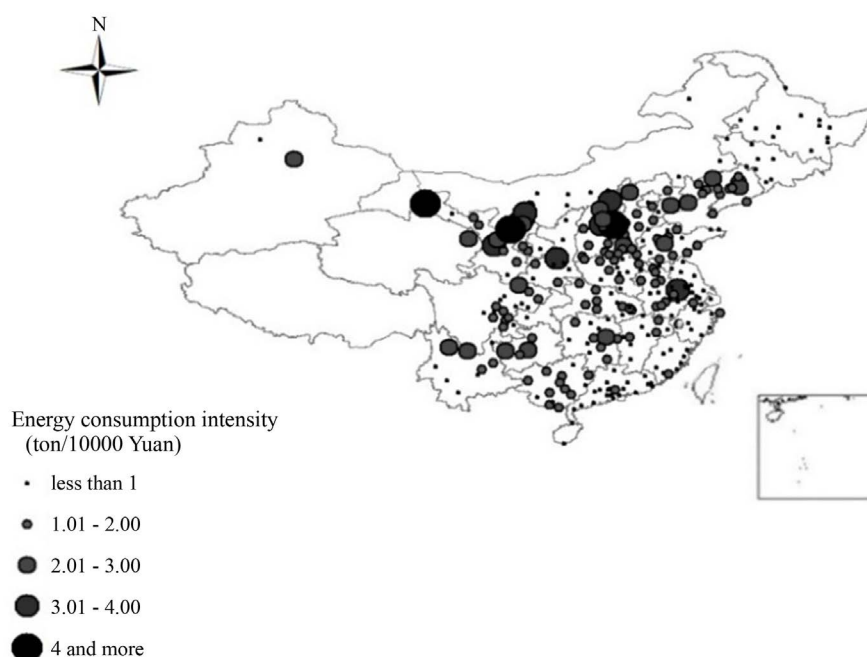 N
Energy consumption intensity
(ton/10000 Yuan)
less than 1
1.01 - 2.00
2.01 - 3.00
3.01 - 4.00
4 and more